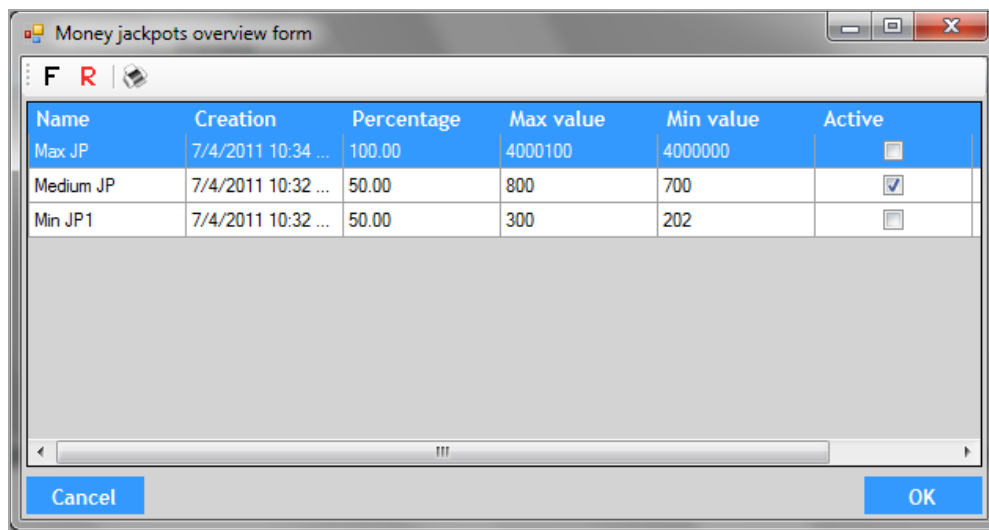 Money jackpots overview form
F R
Name Creation Percentage Max value Min value Active
Max JP 7/4/2011 10:34 ... 100.00 4000100 4000000
Medium JP 7/4/2011 10:32 ... 50.00 800 700
Min JP1 7/4/2011 10:32 ... 50.00 300 202
Cancel OK